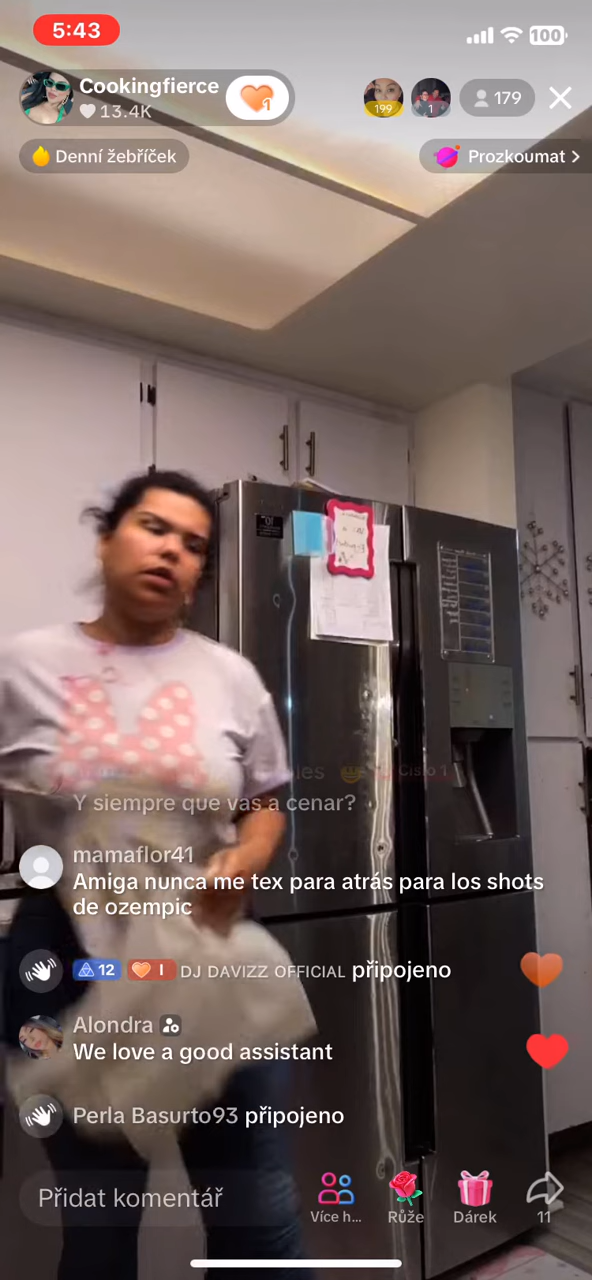 5:43
100
Cookingfierce
13.4K
1
199
1
179
Denní žebříček
Prozkoumat
Číslo 1
Y siempre que vas a cenar?
mamaflor41
Amiga nunca me tex para atrás para los shots
de ozempic
12 I DJ DAVIZZ OFFICIAL připojeno
Alondra
We love a good assistant
Perla Basurto93 připojeno
Přidat komentář
Více h...
Růže
Dárek
11